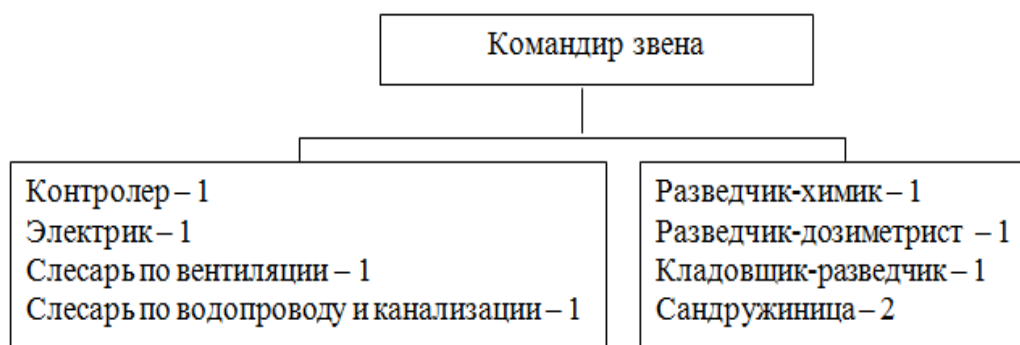 Командир звена
Контролер – 1
Электрик – 1
Слесарь по вентиляции – 1
Слесарь по водопроводу и канализации – 1
Разведчик-химик – 1
Разведчик-дозиметрист – 1
Кладовщик-разведчик – 1
Сандружиница – 2